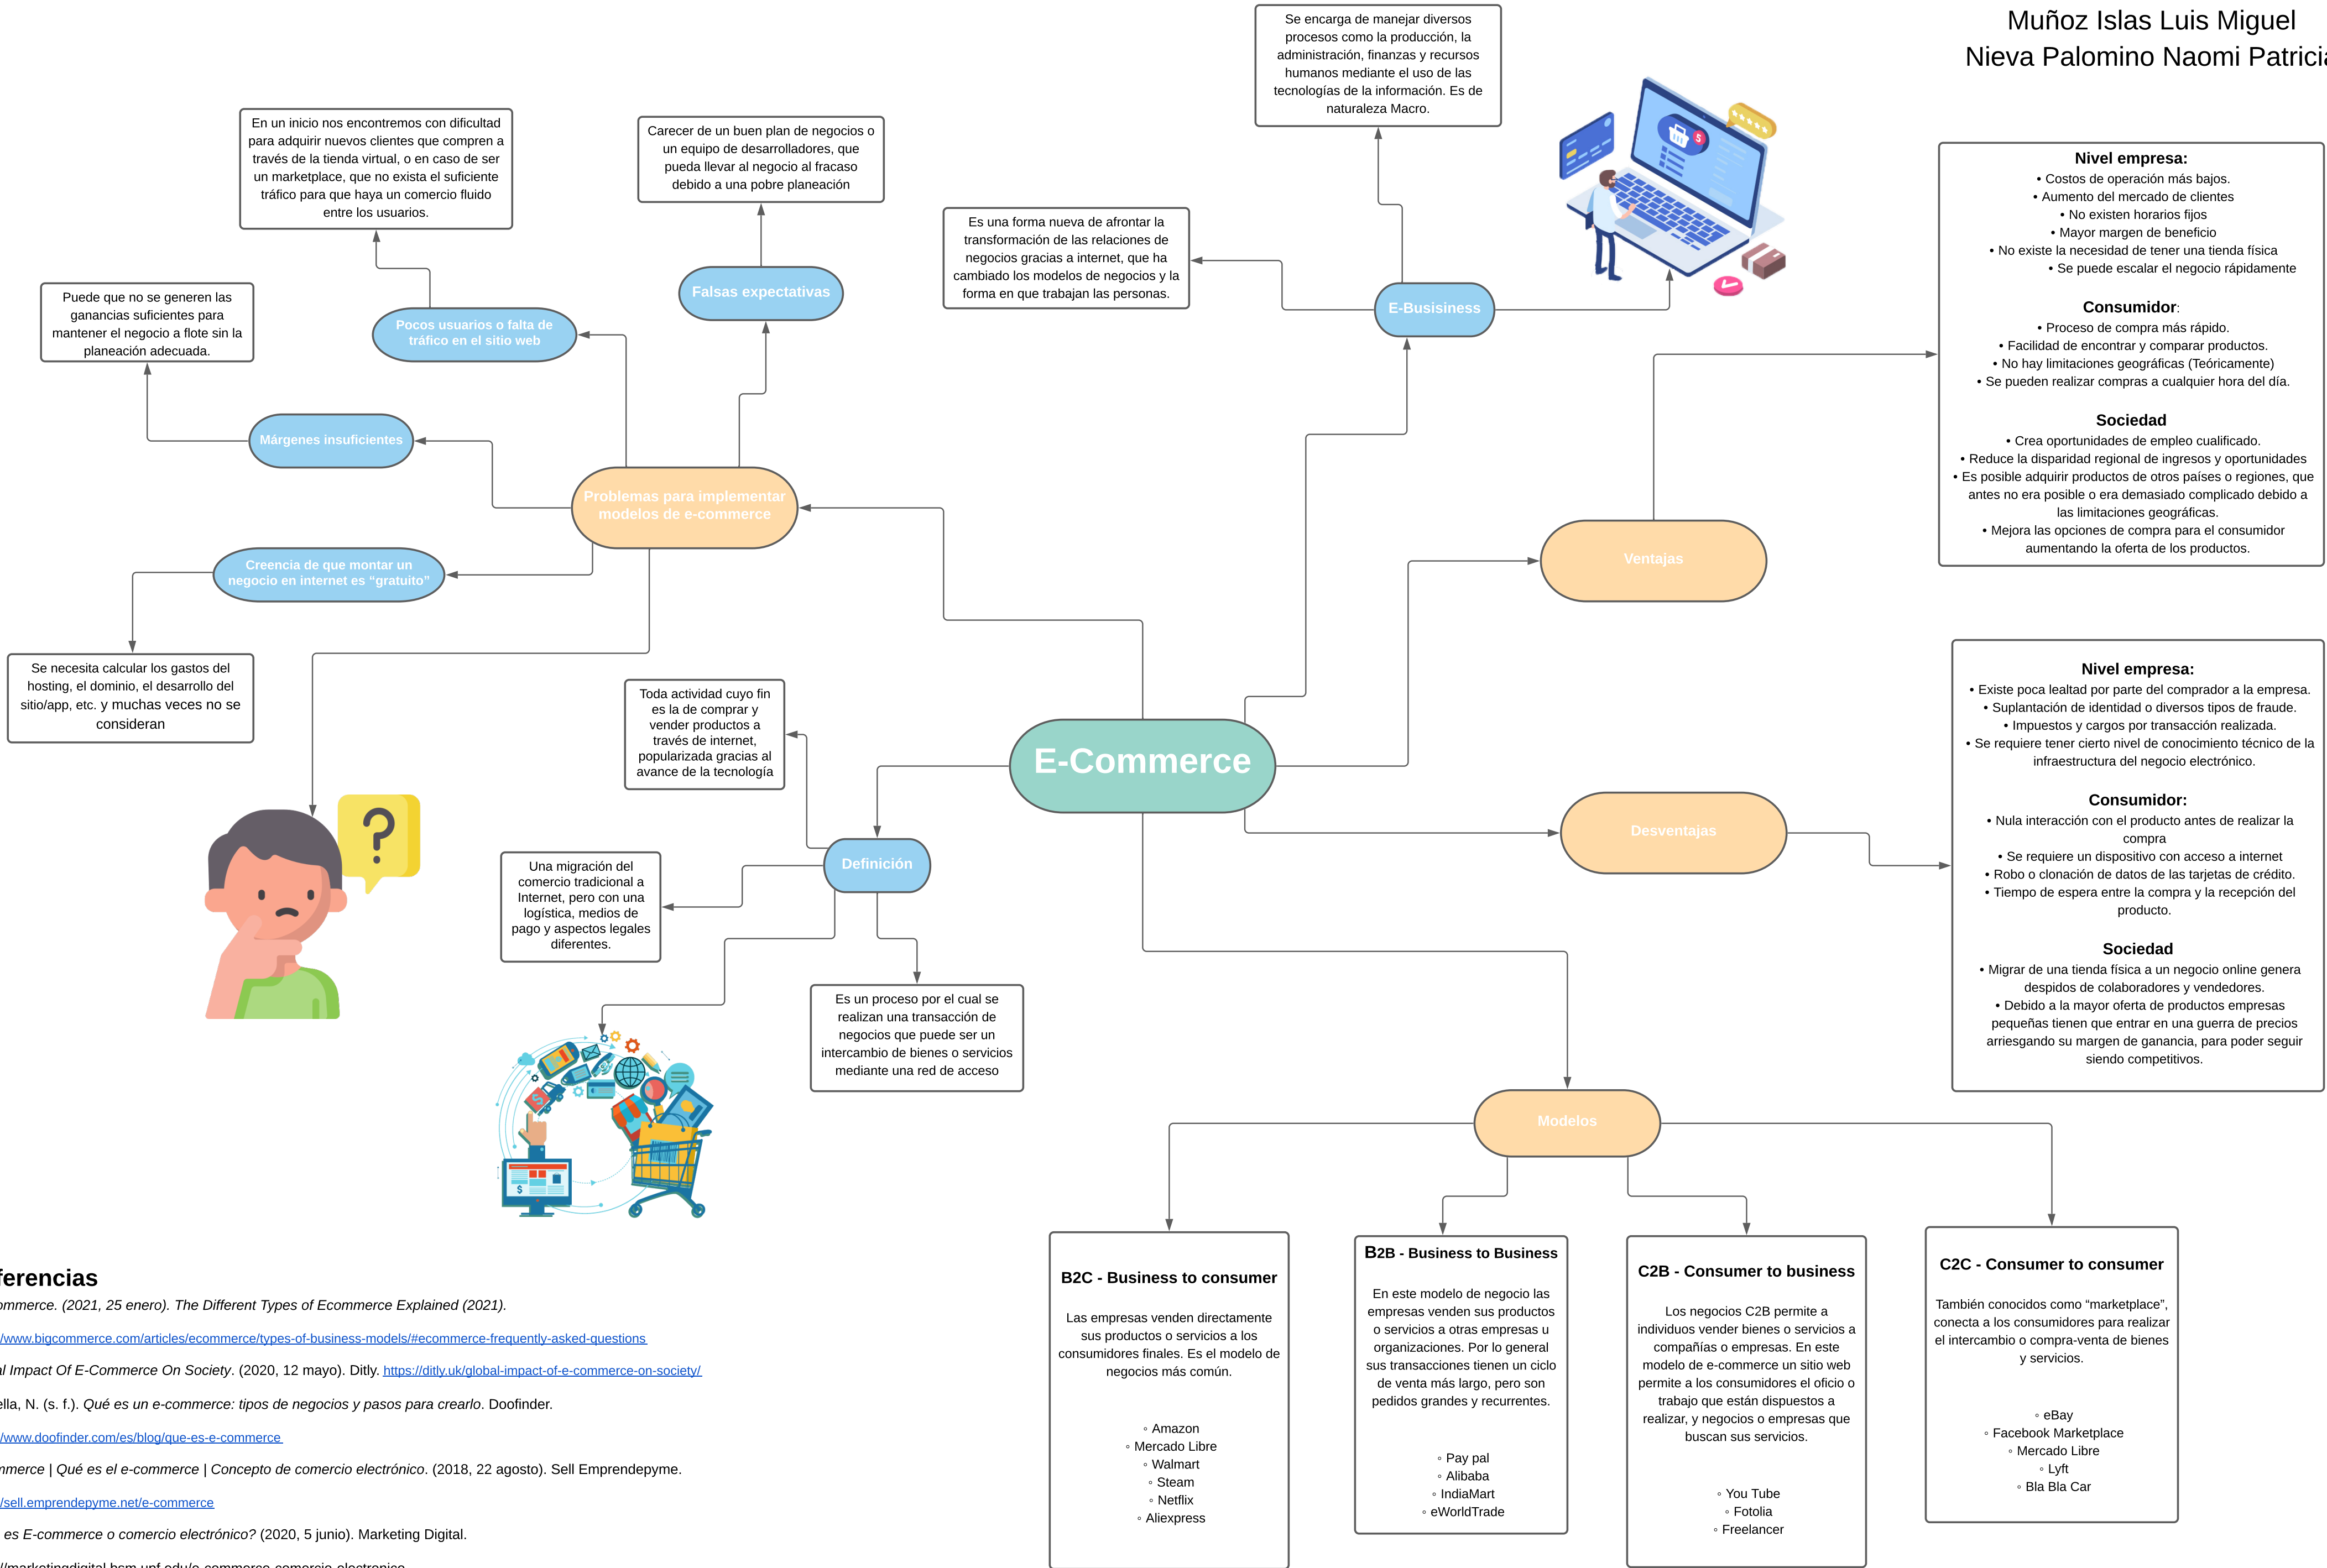 Muñoz Islas Luis Miguel
Nieva Palomino Naomi Patricia
Se encarga de manejar diversos
procesos como la producción, la
administración, finanzas y recursos
humanos mediante el uso de las
tecnologías de la información. Es de
naturaleza Macro.
En un inicio nos encontremos con dificultad
para adquirir nuevos clientes que compren a
través de la tienda virtual, o en caso de ser
un marketplace, que no exista el suficiente
tráfico para que haya un comercio fluido
entre los usuarios.
Carecer de un buen plan de negocios o
un equipo de desarrolladores, que
pueda llevar al negocio al fracaso
debido a una pobre planeación
Es una forma nueva de afrontar la
transformación de las relaciones de
negocios gracias a internet, que ha
cambiado los modelos de negocios y la
forma en que trabajan las personas.
5
Puede que no se generen las
ganancias suficientes para
mantener el negocio a flote sin la
planeación adecuada.
Pocos usuarios o falta de
tráfico en el sitio web
Falsas expectativas
E-Busisiness
Márgenes insuficientes
Problemas para implementar
modelos de e-commerce
Creencia de que montar un
negocio en internet es “gratuito”
Se necesita calcular los gastos del
hosting, el dominio, el desarrollo del
sitio/app, etc. y muchas veces no se
consideran
?
Nivel empresa:
• Costos de operación más bajos.
• Aumento del mercado de clientes
• No existen horarios fijos
• Mayor margen de beneficio
• No existe la necesidad de tener una tienda física
• Se puede escalar el negocio rápidamente
Consumidor:
• Proceso de compra más rápido.
• Facilidad de encontrar y comparar productos.
• No hay limitaciones geográficas (Teóricamente)
• Se pueden realizar compras a cualquier hora del día.
Sociedad
• Crea oportunidades de empleo cualificado.
• Reduce la disparidad regional de ingresos y oportunidades
• Es posible adquirir productos de otros países o regiones, que
antes no era posible o era demasiado complicado debido a
las limitaciones geográficas.
• Mejora las opciones de compra para el consumidor
aumentando la oferta de los productos.
Ventajas
E-Commerce
Toda actividad cuyo fin
es la de comprar y
vender productos a
través de internet,
popularizada gracias al
avance de la tecnología
Definición
Una migración del
comercio tradicional a
Internet, pero con una
logística, medios de
pago y aspectos legales
diferentes.
Es un proceso por el cual se
realizan una transacción de
negocios que puede ser un
intercambio de bienes o servicios
mediante una red de acceso
$
$
Desventajas
Nivel empresa:
• Existe poca lealtad por parte del comprador a la empresa.
• Suplantación de identidad o diversos tipos de fraude.
• Impuestos y cargos por transacción realizada.
• Se requiere tener cierto nivel de conocimiento técnico de la
infraestructura del negocio electrónico.
Consumidor:
• Nula interacción con el producto antes de realizar la
compra
• Se requiere un dispositivo con acceso a internet
• Robo o clonación de datos de las tarjetas de crédito.
• Tiempo de espera entre la compra y la recepción del
producto.
Sociedad
• Migrar de una tienda física a un negocio online genera
despidos de colaboradores y vendedores.
• Debido a la mayor oferta de productos empresas
pequeñas tienen que entrar en una guerra de precios
arriesgando su margen de ganancia, para poder seguir
siendo competitivos.
Modelos
B2C - Business to consumer
Las empresas venden directamente
sus productos o servicios a los
consumidores finales. Es el modelo de
negocios más común.
◦ Amazon
◦ Mercado Libre
◦ Walmart
◦ Steam
◦ Netflix
◦ Aliexpress
B2B - Business to Business
En este modelo de negocio las
empresas venden sus productos
o servicios a otras empresas u
organizaciones. Por lo general
sus transacciones tienen un ciclo
de venta más largo, pero son
pedidos grandes y recurrentes.
◦ Pay pal
◦ Alibaba
◦ IndiaMart
◦ eWorldTrade
C2B - Consumer to business
Los negocios C2B permite a
individuos vender bienes o servicios a
compañías o empresas. En este
modelo de e-commerce un sitio web
permite a los consumidores el oficio o
trabajo que están dispuestos a
realizar, y negocios o empresas que
buscan sus servicios.
◦ You Tube
◦ Fotolia
◦ Freelancer
C2C - Consumer to consumer
También conocidos como “marketplace”,
conecta a los consumidores para realizar
el intercambio o compra-venta de bienes
y servicios.
◦ eBay
◦ Facebook Marketplace
◦ Mercado Libre
◦ Lyft
◦ Bla Bla Car
ferencias
ommerce. (2021, 25 enero). The Different Types of Ecommerce Explained (2021).
/www.bigcommerce.com/articles/ecommerce/types-of-business-models/#ecommerce-frequently-asked-questions
al Impact Of E-Commerce On Society. (2020, 12 mayo). Ditly. https://ditly.uk/global-impact-of-e-commerce-on-society/
ella, N. (s. f.). Qué es un e-commerce: tipos de negocios y pasos para crearlo. Doofinder.
/www.doofinder.com/es/blog/que-es-e-commerce
mmerce | Qué es el e-commerce | Concepto de comercio electrónico. (2018, 22 agosto). Sell Emprendepyme.
/sell.emprendepyme.net/e-commerce
es E-commerce o comercio electrónico? (2020, 5 junio). Marketing Digital.
//marketingdigital.bsm.upf.edu/e-commerce-comercio-electronico